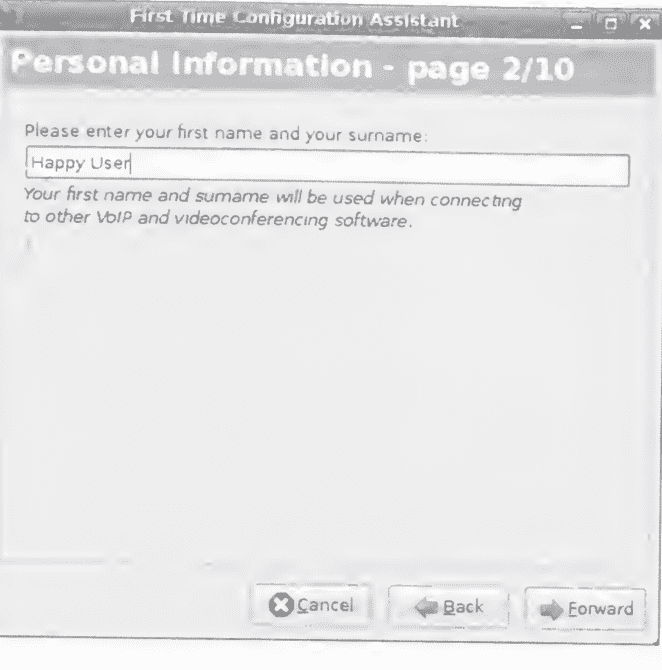 First Time Configuration Assistant
Personal Information - page 2/10
Please enter your first name and your surname:
Happy User
Your first name and surname will be used when connecting
to other VoIP and videoconferencing software.
Cancel
Back
Forward